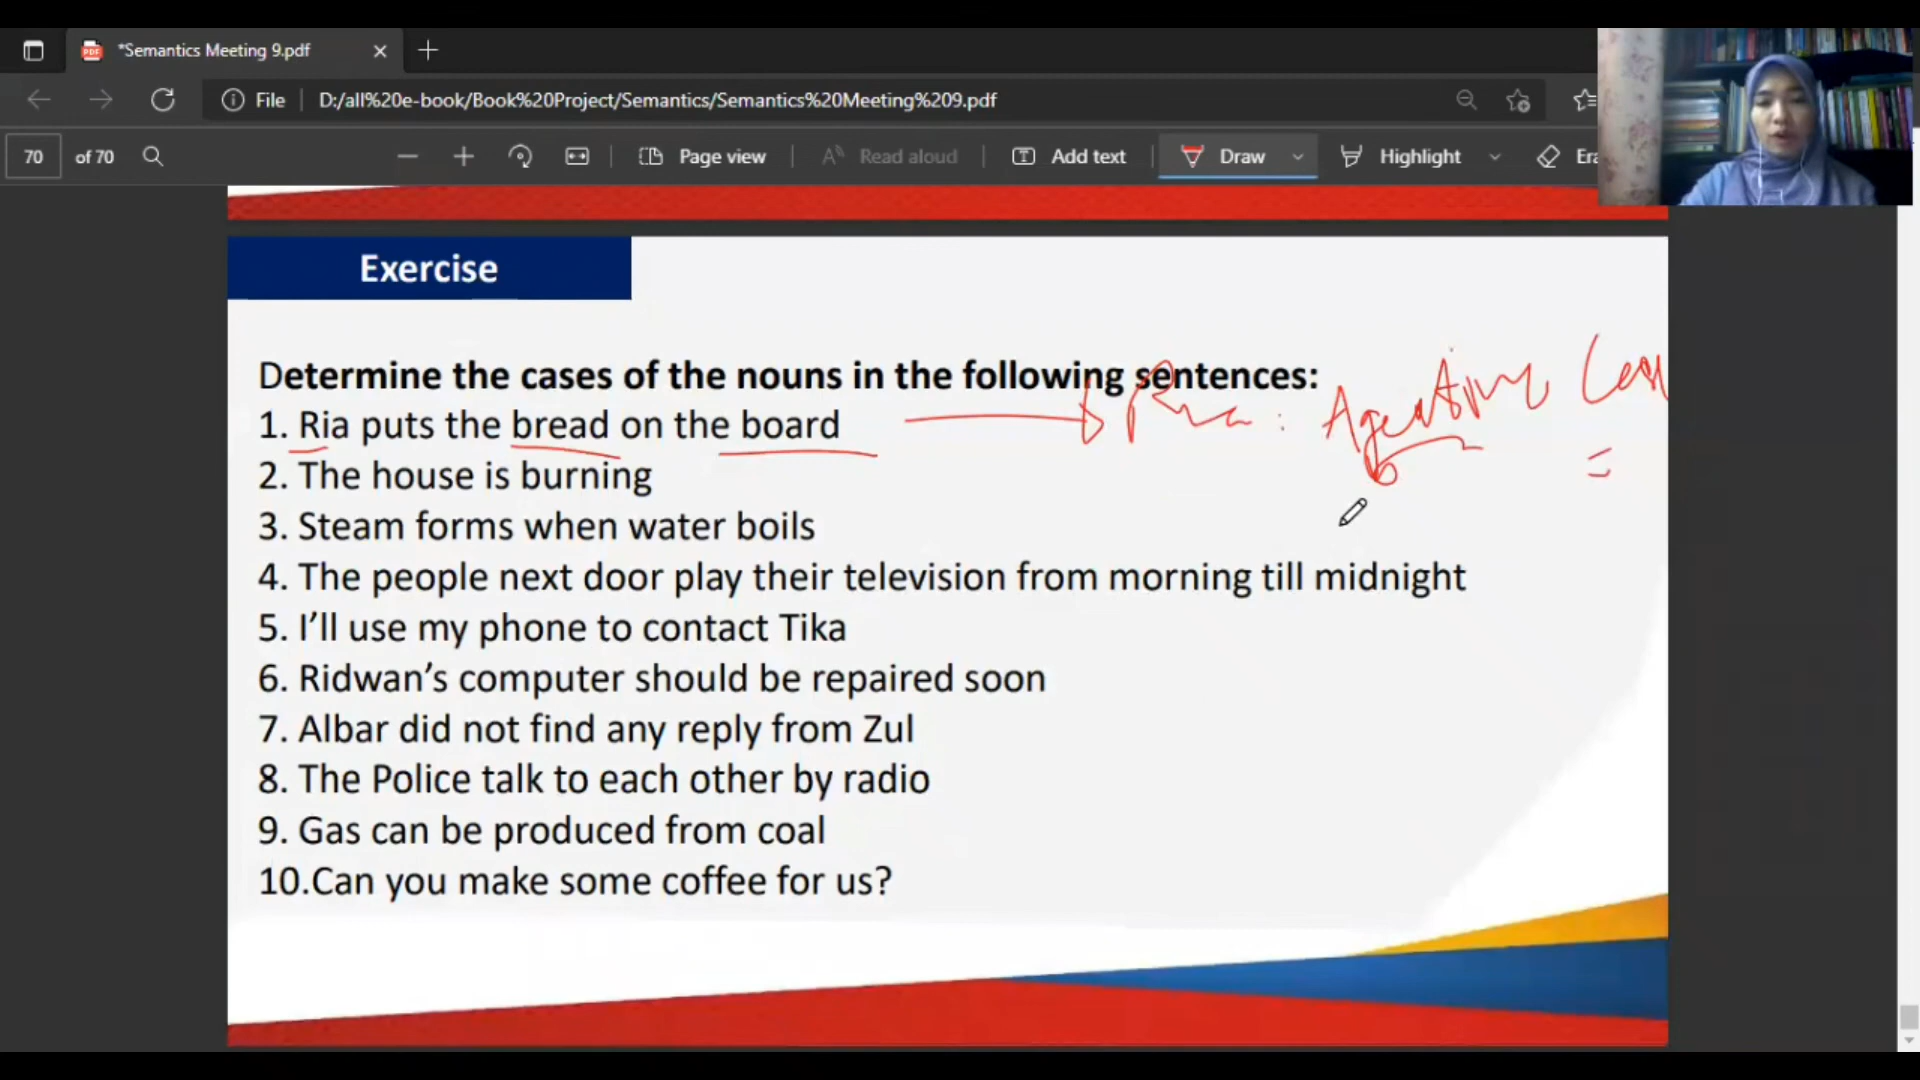 *Semantics Meeting 9.pdf
File D:/all%20e-book/Book%20Project/Semantics/Semantics%20Meeting%209.pdf
70 of 70 Page view Read aloud Add text Draw Highlight Era
Exercise
Determine the cases of the nouns in the following sentences:
1. Ria puts the bread on the board
Ria : Agentive
2. The house is burning
3. Steam forms when water boils
4. The people next door play their television from morning till midnight
5. I’ll use my phone to contact Tika
6. Ridwan’s computer should be repaired soon
7. Albar did not find any reply from Zul
8. The Police talk to each other by radio
9. Gas can be produced from coal
10.Can you make some coffee for us?